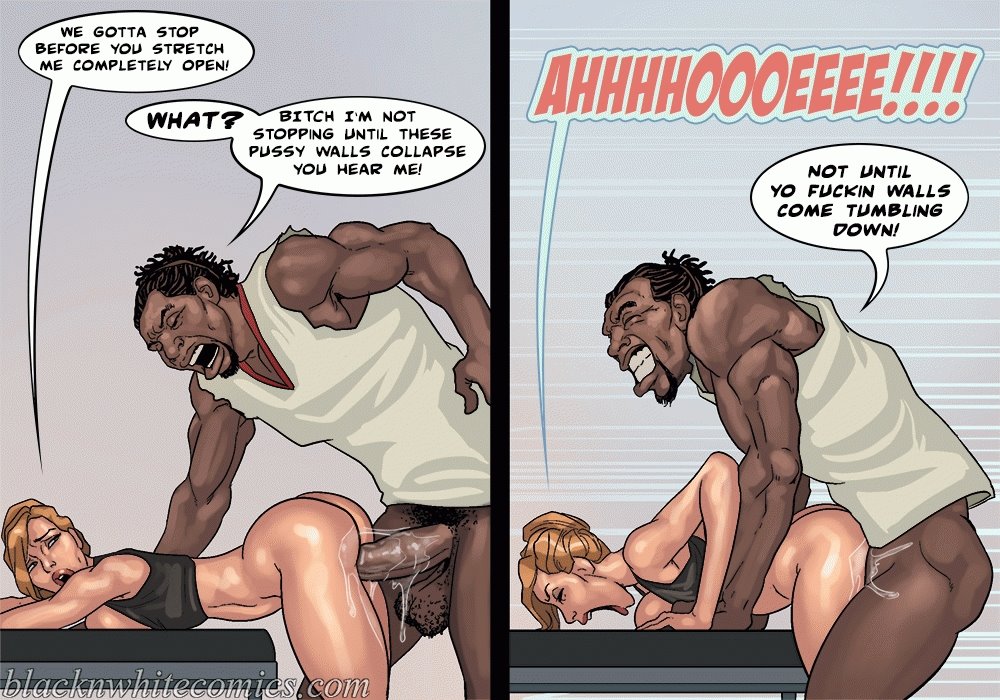 WE GOTTA STOP
BEFORE YOU STRETCH
ME COMPLETELY OPEN!
WHAT?
BITCH I'M NOT
STOPPING UNTIL THESE
PUSSY WALLS COLLAPSE
YOU HEAR ME!
AHHHHOOOEEEE!!!!
NOT UNTIL
YO FUCKIN WALLS
COME TUMBLING
DOWN!
blacknwhitecomics.com